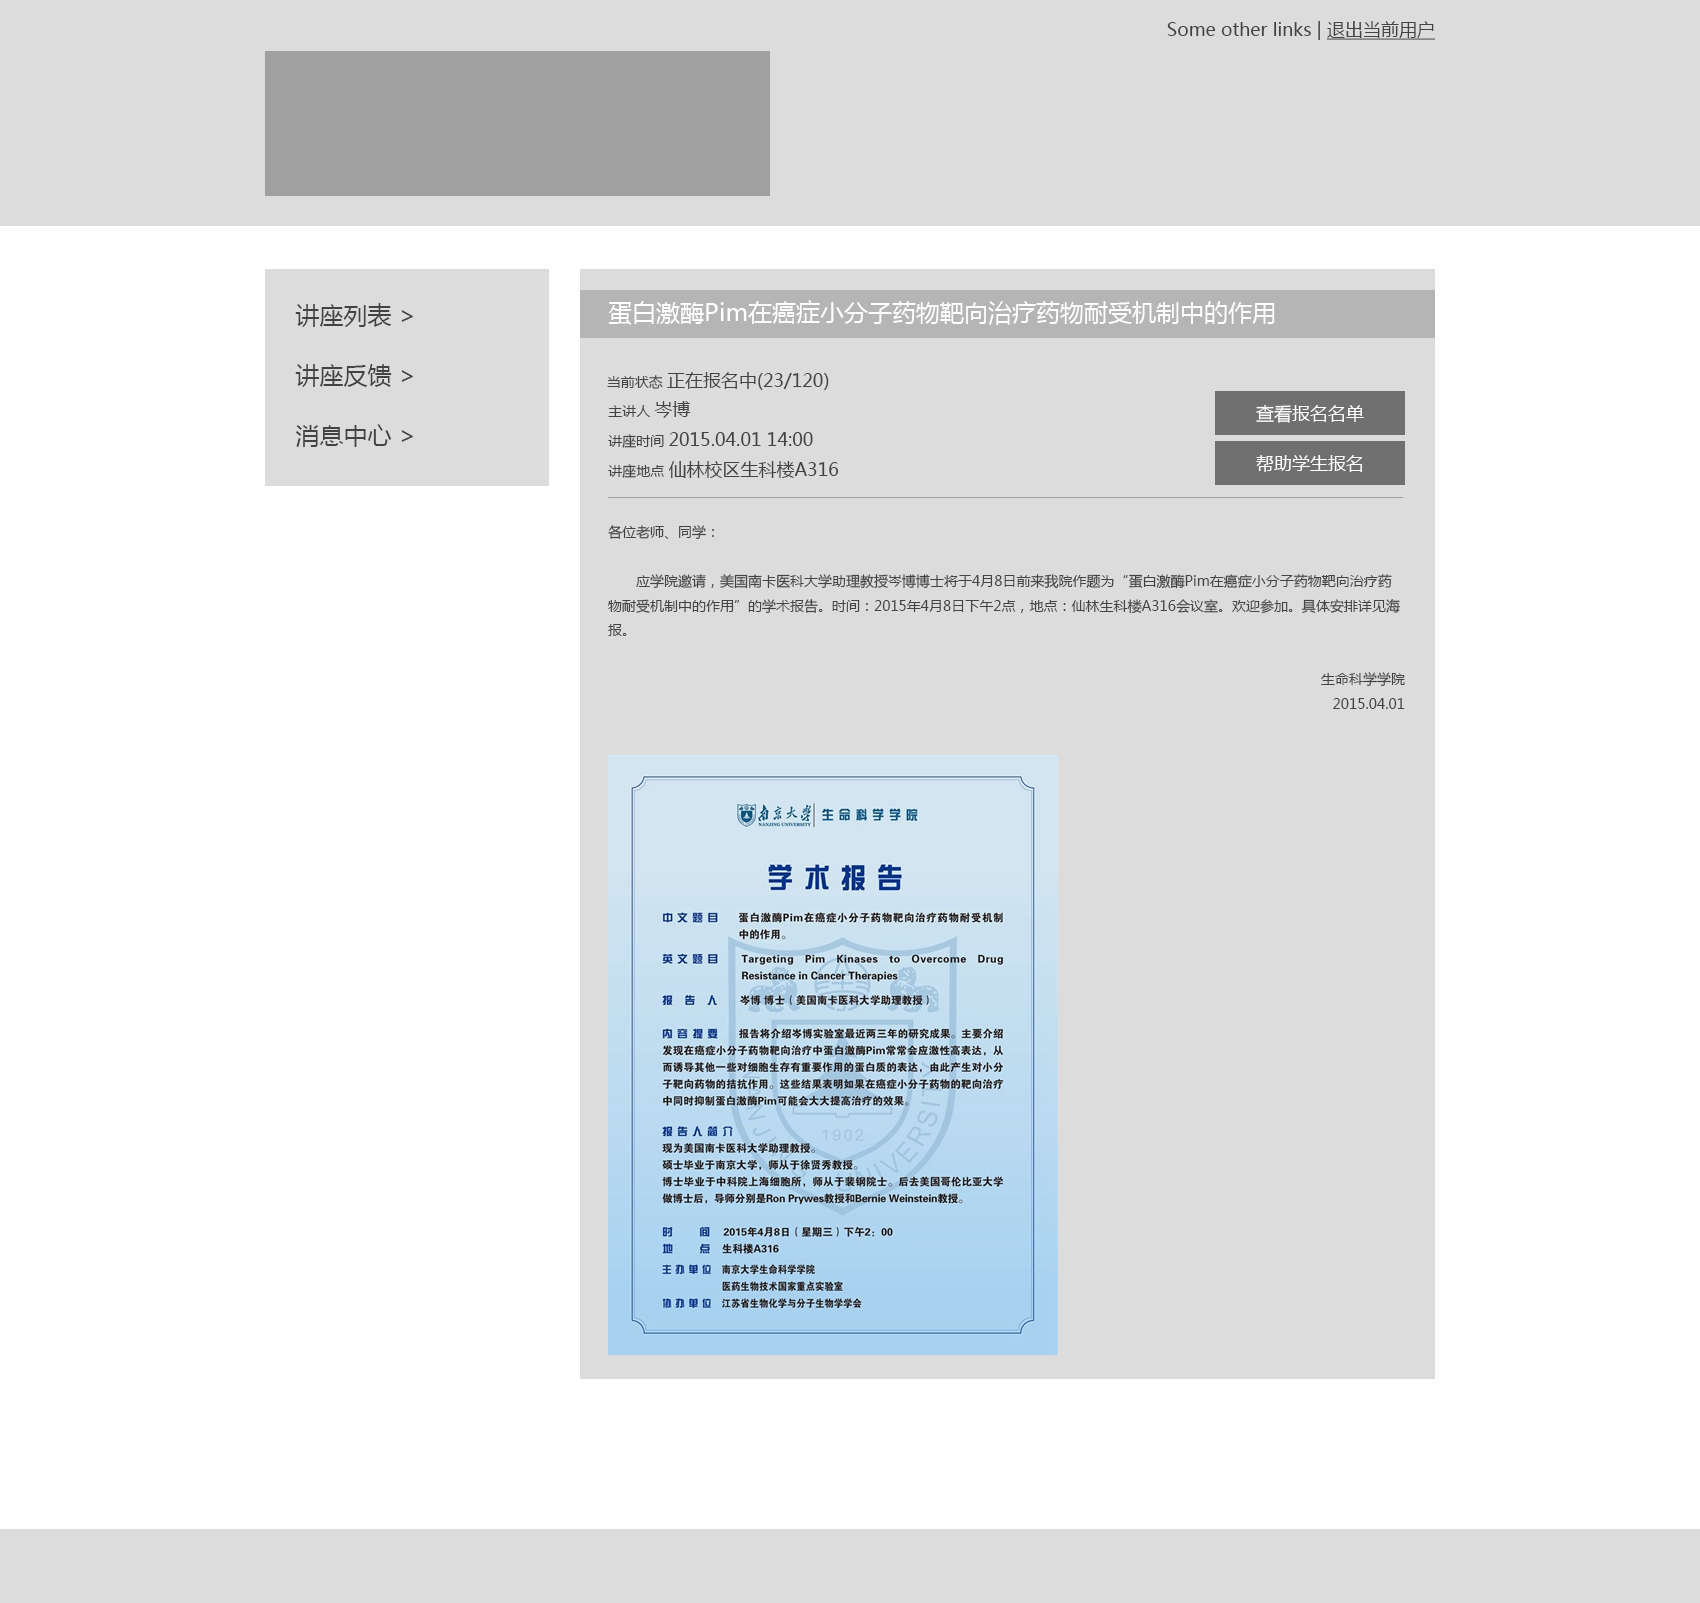 Some other links | 退出当前用户
讲座列表 >
讲座反馈 >
消息中心 >
蛋白激酶Pim在癌症小分子药物靶向治疗药物耐受机制中的作用
当前状态 正在报名中(23/120)
主讲人 岑博
讲座时间 2015.04.01 14:00
讲座地点 仙林校区生科楼A316
查看报名名单
帮助学生报名
各位老师、同学：
应学院邀请，美国南卡医科大学助理教授岑博博士将于4月8日前来我院作题为“蛋白激酶Pim在癌症小分子药物靶向治疗药
物耐受机制中的作用”的学术报告。时间：2015年4月8日下午2点，地点：仙林生科楼A316会议室。欢迎参加。具体安排详见海
报。
生命科学学院
2015.04.01
南京大学 生命科学学院
NANJING UNIVERSITY
学术报告
中文题目 蛋白激酶Pim在癌症小分子药物靶向治疗药物耐受机制
中的作用。
英文题目 Targeting Pim Kinases to Overcome Drug
Resistance in Cancer Therapies
报告人 岑博 博士（美国南卡医科大学助理教授）
内容提要 报告将介绍岑博实验室最近两三年的研究成果。主要介绍
发现在癌症小分子药物靶向治疗中蛋白激酶Pim常常会应激性高表达，从
而诱导其他一些对细胞生存有重要作用的蛋白质的表达，由此产生对小分
子靶向药物的拮抗作用。这些结果表明如果在癌症小分子药物的靶向治疗
中同时抑制蛋白激酶Pim可能会大大提高治疗的效果。
报告人简介
现为美国南卡医科大学助理教授。
硕士毕业于南京大学，师从于徐贤秀教授。
博士毕业于中科院上海细胞所，师从于裴钢院士。后去美国哥伦比亚大学
做博士后，导师分别是Ron Prywes教授和Bernie Weinstein教授。
时间 2015年4月8日（星期三）下午2：00
地点 生科楼A316
主办单位 南京大学生命科学学院
医药生物技术国家重点实验室
协办单位 江苏省生物化学与分子生物学学会
1902
NANJING UNIVERSITY